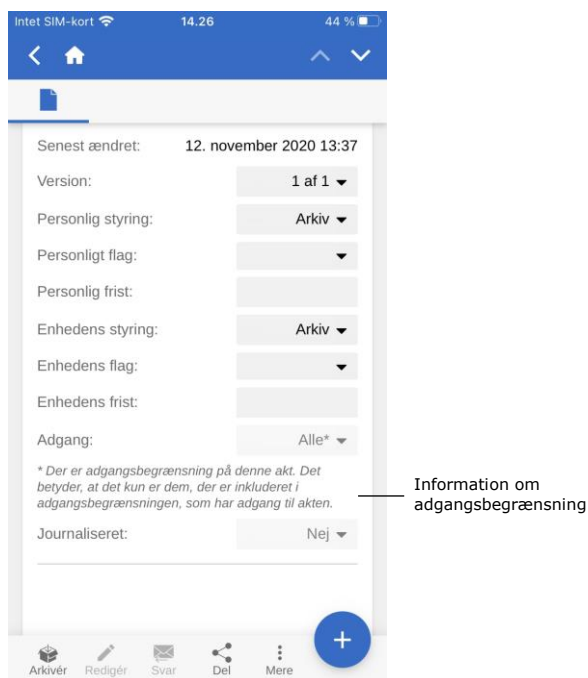 Intet SIM-kort 14.26 44 %
Senest ændret: 12. november 2020 13:37
Version: 1 af 1
Personlig styring: Arkiv
Personligt flag:
Personlig frist:
Enhedens styring: Arkiv
Enhedens flag:
Enhedens frist:
Adgang: Alle*
* Der er adgangsbegrænsning på denne akt. Det
betyder, at det kun er dem, der er inkluderet i
adgangsbegrænsningen, som har adgang til akten.
Information om
adgangsbegrænsning
Journaliseret: Nej
Arkivér Redigér Svar Del Mere